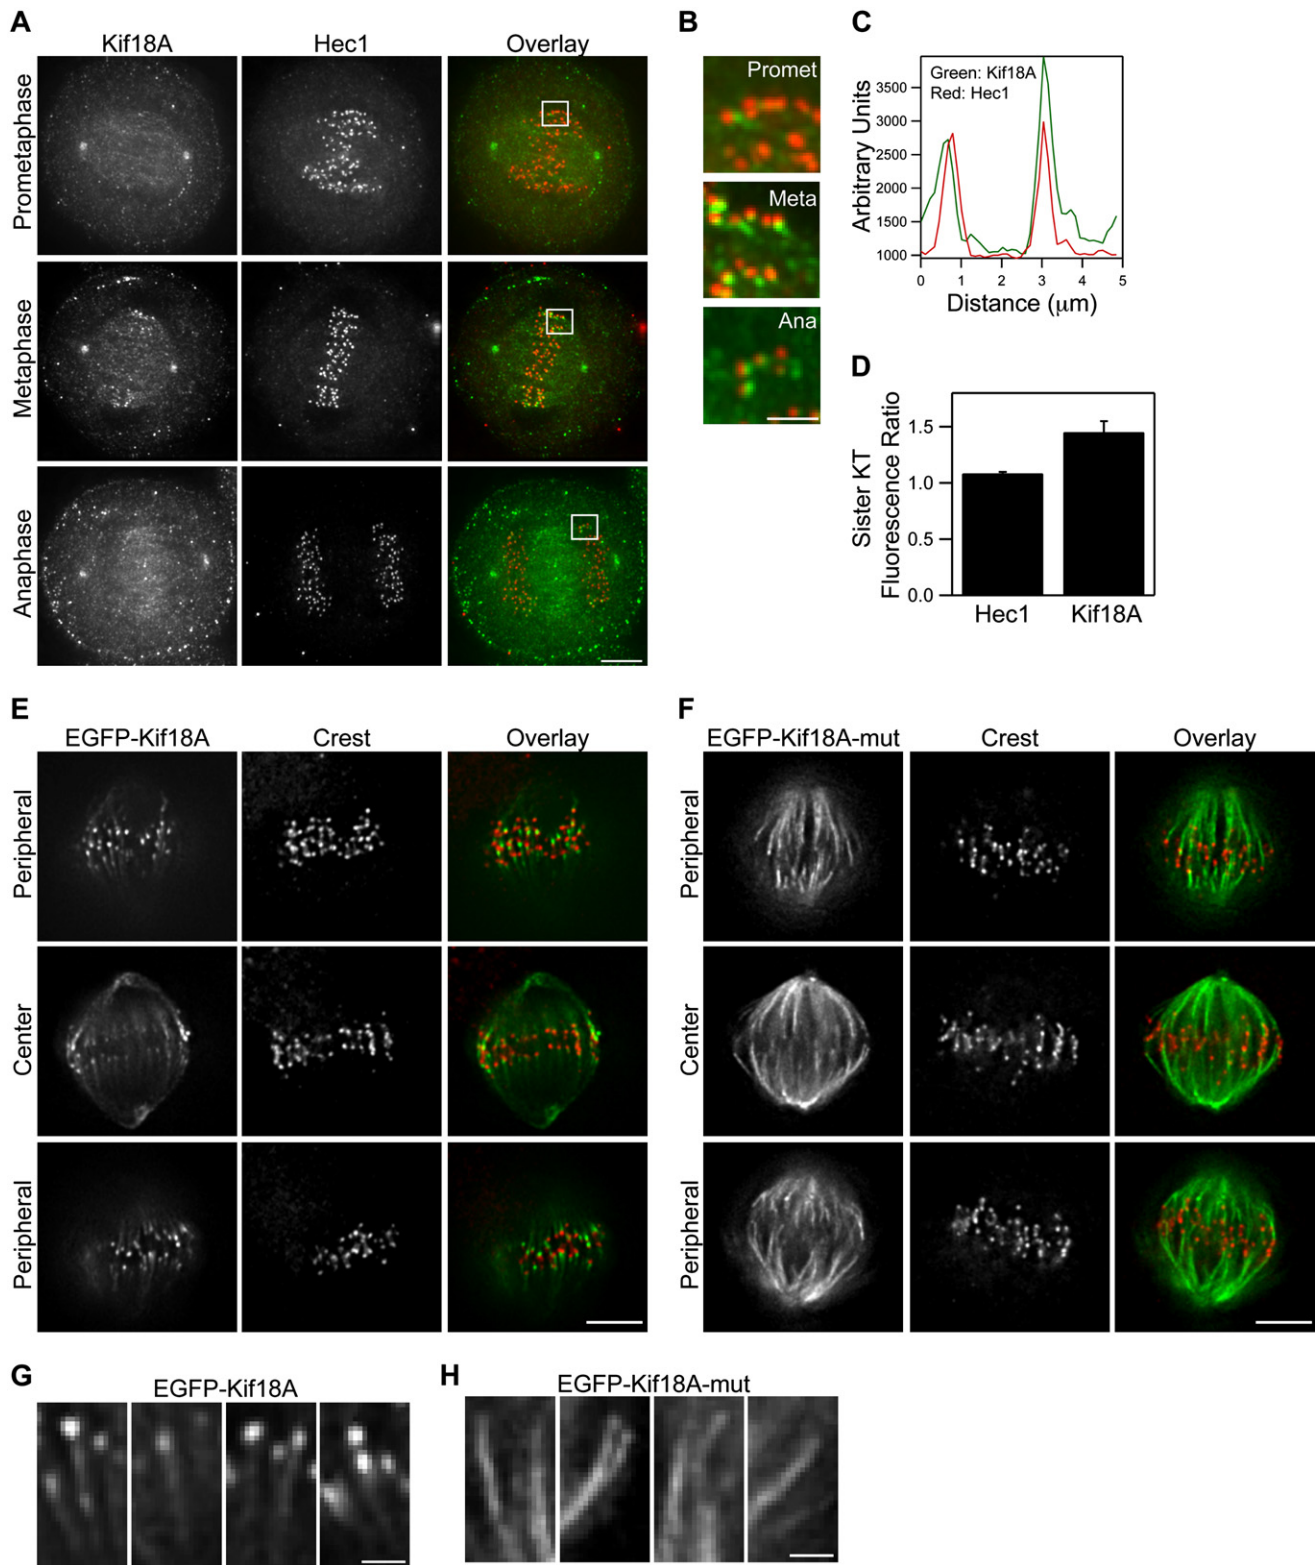 A
Kif18A Hec1 Overlay
Prometaphase
Metaphase
Anaphase
B
Promet
Meta
Ana
C
Green: Kif18A
Red: Hec1
Arbitrary Units
3500
3000
2500
2000
1500
1000
0 1 2 3 4 5
Distance (μm)
D
Sister KT
Fluorescence Ratio
1.5
1.0
0.5
0.0
Hec1 Kif18A
E
EGFP-Kif18A Crest Overlay
Peripheral
Center
Peripheral
F
EGFP-Kif18A-mut Crest Overlay
Peripheral
Center
Peripheral
G
EGFP-Kif18A
H
EGFP-Kif18A-mut